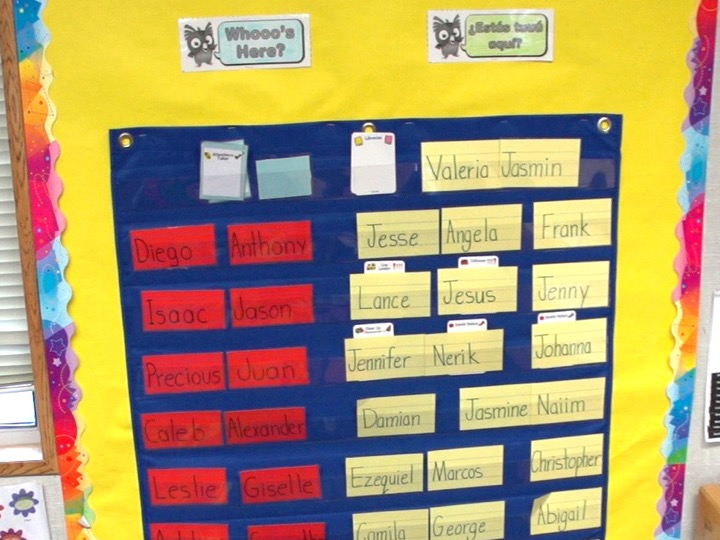 Whooo's
Here?
¿Estás tuuú
aquí?
Valeria Jasmin
Diego Anthony Jesse Angela Frank
Isaac Jason Lance Jesus Jenny
Precious Juan Jennifer Nerik Johanna
Caleb Alexander Damian Jasmine Naiim
Leslie Giselle Ezequiel Marcos Christopher
Camila George Abigail